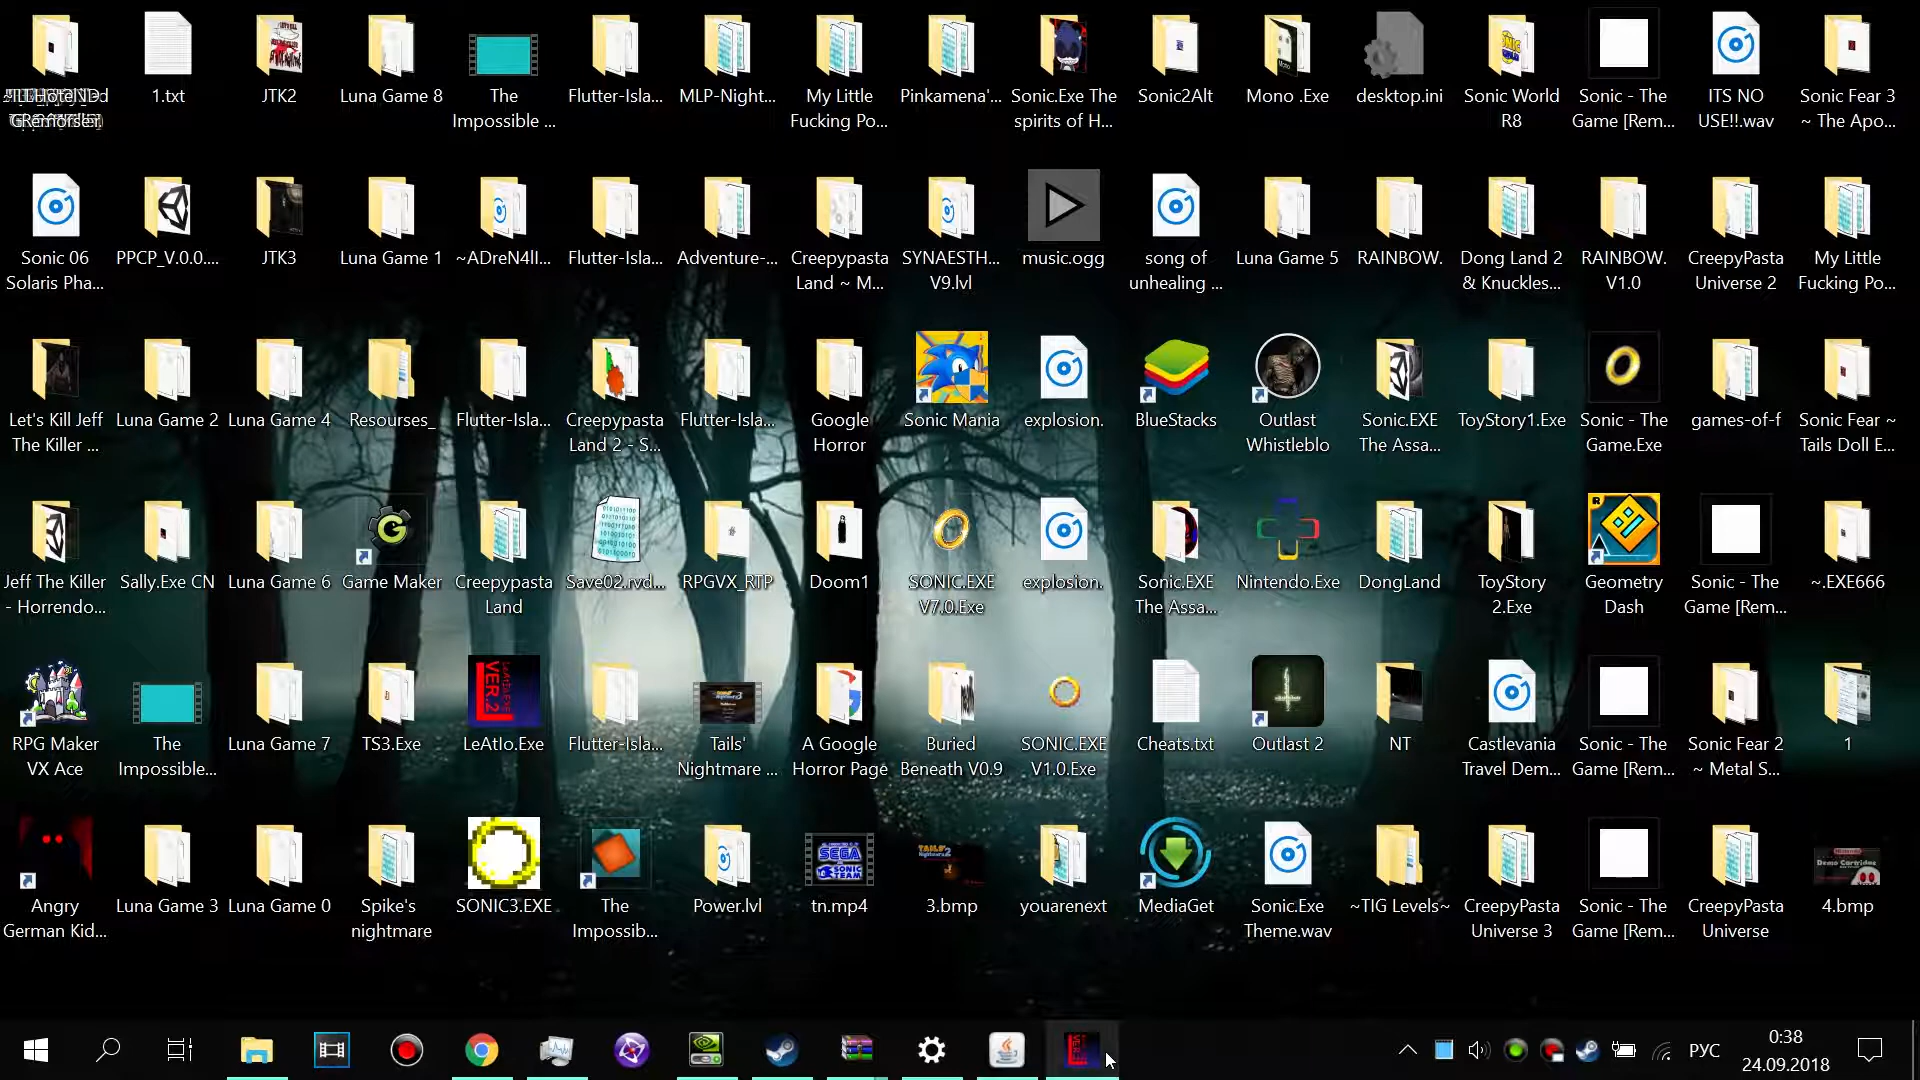 1.txt
JTK2
Luna Game 8
The
Impossible ...
Flutter-Isla...
MLP-Night...
My Little
Fucking Po...
Pinkamena'...
Sonic.Exe The
spirits of H...
Sonic2Alt
Mono .Exe
desktop.ini
Sonic World
R8
Sonic - The
Game [Rem...
ITS NO
USE!!.wav
Sonic Fear 3
~ The Apo...
Sonic 06
Solaris Pha...
PPCP_V.0.0....
JTK3
Luna Game 1
~ADreN4lI...
Flutter-Isla...
Adventure-...
Creepypasta
Land ~ M...
SYNAESTH...
V9.lvl
music.ogg
song of
unhealing ...
Luna Game 5
RAINBOW.
Dong Land 2
& Knuckles...
RAINBOW.
V1.0
CreepyPasta
Universe 2
My Little
Fucking Po...
Let's Kill Jeff
The Killer ...
Luna Game 2
Luna Game 4
Resourses_
Flutter-Isla...
Creepypasta
Land 2 - S...
Flutter-Isla...
Google
Horror
Sonic Mania
explosion.
BlueStacks
Outlast
Whistleblo
Sonic.EXE
The Assa...
ToyStory1.Exe
Sonic - The
Game.Exe
games-of-f
Sonic Fear ~
Tails Doll E...
Jeff The Killer
- Horrendo...
Sally.Exe CN
Luna Game 6
Game Maker
Creepypasta
Land
Save02.rvd...
RPGVX_RTP
Doom1
SONIC.EXE
V7.0.Exe
explosion.
Sonic.EXE
The Assa...
Nintendo.Exe
DongLand
ToyStory
2.Exe
Geometry
Dash
Sonic - The
Game [Rem...
~.EXE666
RPG Maker
VX Ace
The
Impossible...
Luna Game 7
TS3.Exe
LeAtIo.Exe
Flutter-Isla...
Tails'
Nightmare ...
A Google
Horror Page
Buried
Beneath V0.9
SONIC.EXE
V1.0.Exe
Cheats.txt
Outlast 2
NT
Castlevania
Travel Dem...
Sonic - The
Game [Rem...
Sonic Fear 2
~ Metal S...
1
Angry
German Kid...
Luna Game 3
Luna Game 0
Spike's
nightmare
SONIC3.EXE
The
Impossib...
Power.lvl
tn.mp4
3.bmp
youarenext
MediaGet
Sonic.Exe
Theme.wav
~TIG Levels~
CreepyPasta
Universe 3
Sonic - The
Game [Rem...
CreepyPasta
Universe
4.bmp
VER.2
SEGA
SONIC TEAM
РУС
0:38
24.09.2018